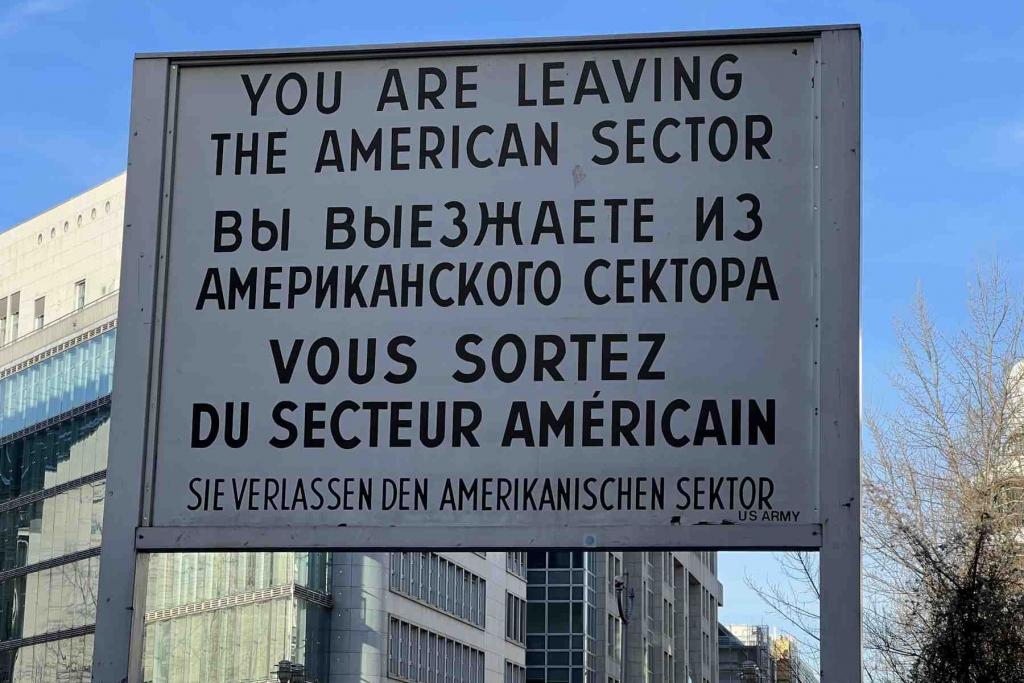 YOU ARE LEAVING
THE AMERICAN SECTOR
ВЫ ВЫЕЗЖАЕТЕ ИЗ
АМЕРИКАНСКОГО СЕКТОРА
VOUS SORTEZ
DU SECTEUR AMÉRICAIN
SIE VERLASSEN DEN AMERIKANISCHEN SEKTOR
US ARMY